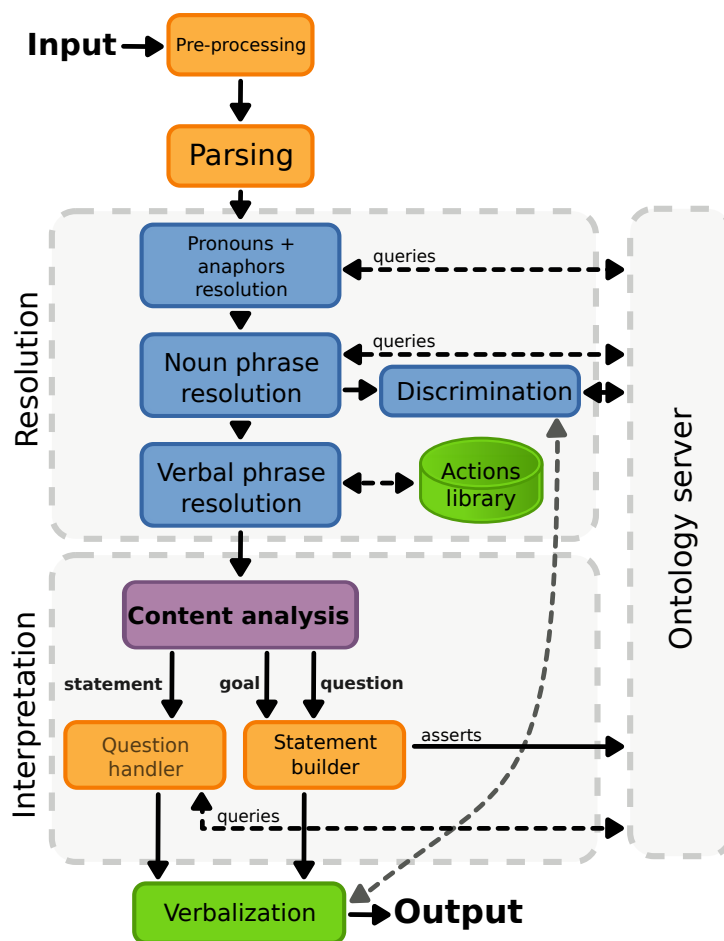 Input
Pre-processing
Parsing
Resolution
Pronouns +
anaphors
resolution
queries
Noun phrase
resolution
queries
Discrimination
Verbal phrase
resolution
Actions
library
Ontology server
Interpretation
Content analysis
statement
goal
question
Question
handler
Statement
builder
asserts
queries
Verbalization
Output